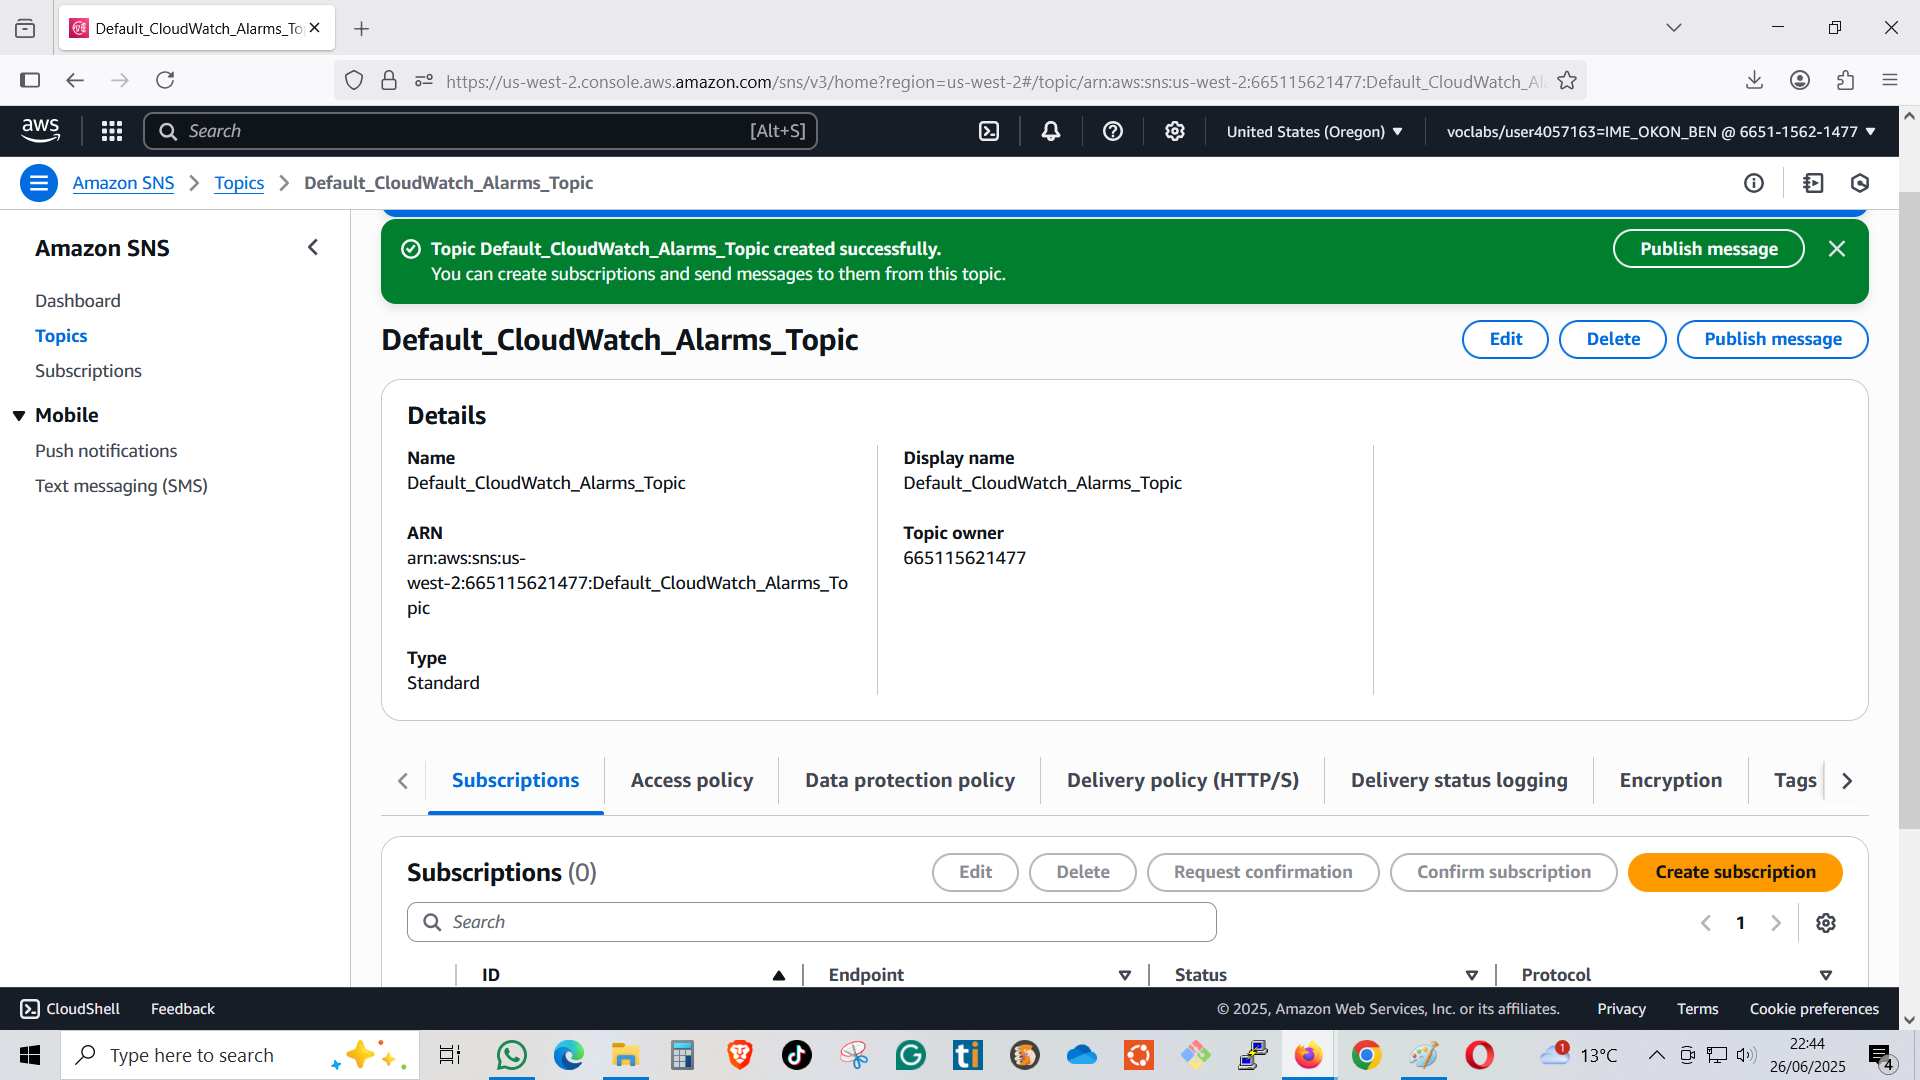 Default_CloudWatch_Alarms_To
https://us-west-2.console.aws.amazon.com/sns/v3/home?region=us-west-2#/topic/arn:aws:sns:us-west-2:665115621477:Default_CloudWatch_Al
aws
Search
[Alt+S]
United States (Oregon)
voclabs/user4057163=IME_OKON_BEN @ 6651-1562-1477
Amazon SNS
Topics
Default_CloudWatch_Alarms_Topic
Amazon SNS
Dashboard
Topics
Subscriptions
Mobile
Push notifications
Text messaging (SMS)
Topic Default_CloudWatch_Alarms_Topic created successfully.
You can create subscriptions and send messages to them from this topic.
Publish message
Default_CloudWatch_Alarms_Topic
Edit
Delete
Publish message
Details
Name
Default_CloudWatch_Alarms_Topic
ARN
arn:aws:sns:us-
west-2:665115621477:Default_CloudWatch_Alarms_To
pic
Type
Standard
Display name
Default_CloudWatch_Alarms_Topic
Topic owner
665115621477
Subscriptions
Access policy
Data protection policy
Delivery policy (HTTP/S)
Delivery status logging
Encryption
Tags
Subscriptions (0)
Edit
Delete
Request confirmation
Confirm subscription
Create subscription
Search
1
ID
Endpoint
Status
Protocol
CloudShell
Feedback
© 2025, Amazon Web Services, Inc. or its affiliates.
Privacy
Terms
Cookie preferences
Type here to search
ti
1
13°C
22:44
26/06/2025
4